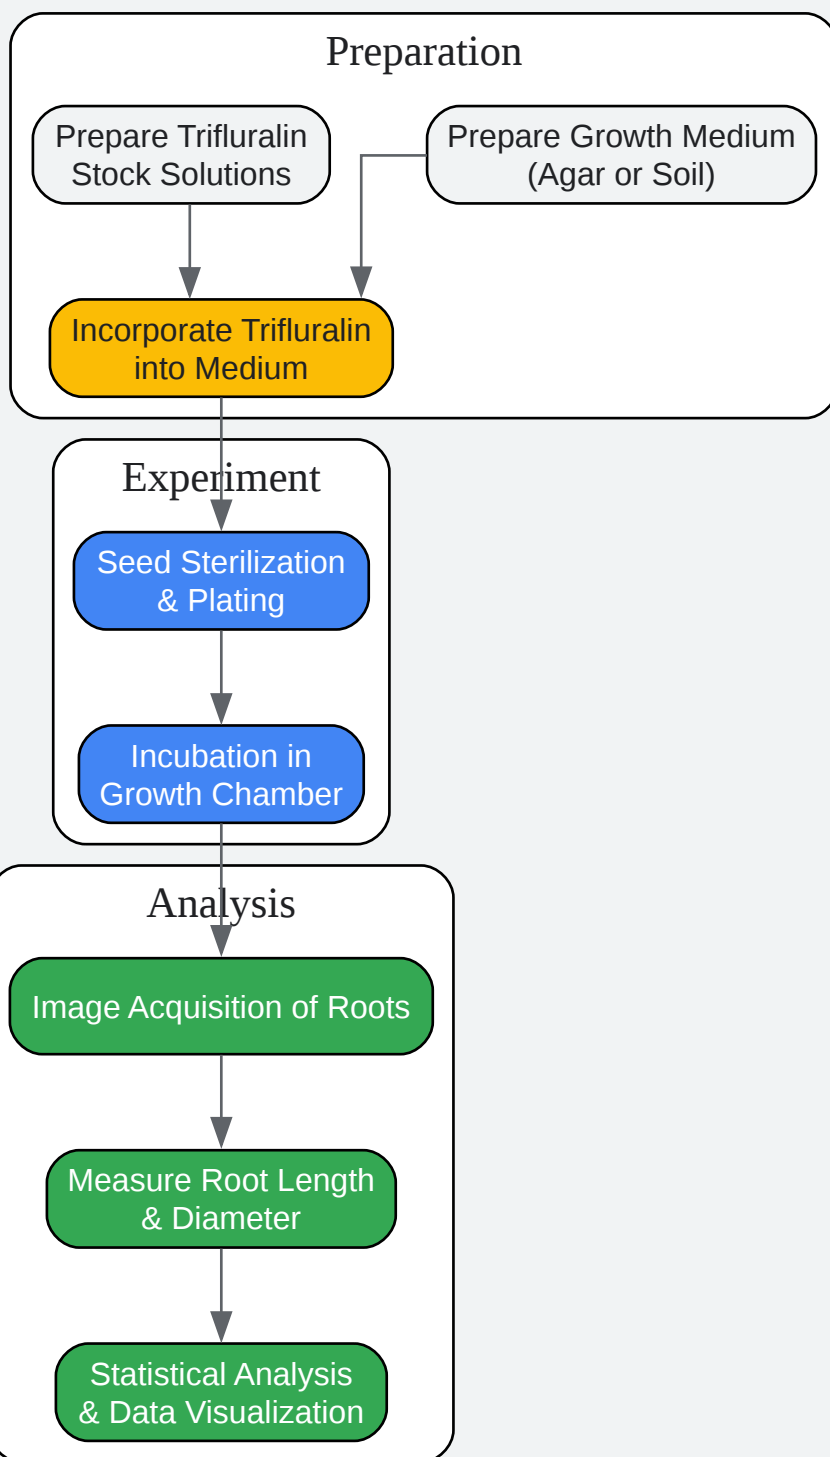 Preparation
Prepare Trifluralin
Stock Solutions
Prepare Growth Medium
(Agar or Soil)
Incorporate Trifluralin
into Medium
Experiment
Seed Sterilization
& Plating
Incubation in
Growth Chamber
Analysis
Image Acquisition of Roots
Measure Root Length
& Diameter
Statistical Analysis
& Data Visualization